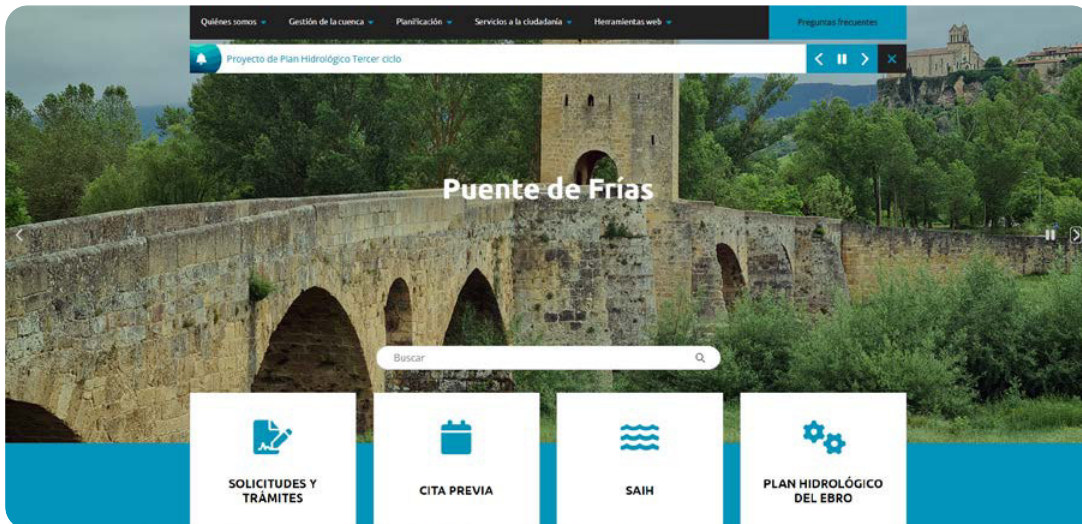 Quiénes somos Gestión de la cuenca Planificación Servicios a la ciudadanía Herramientas web Preguntas frecuentes
Proyecto de Plan Hidrológico Tercer ciclo
Puente de Frías
Buscar
SOLICITUDES Y
TRÁMITES
CITA PREVIA
SAIH
PLAN HIDROLÓGICO
DEL EBRO